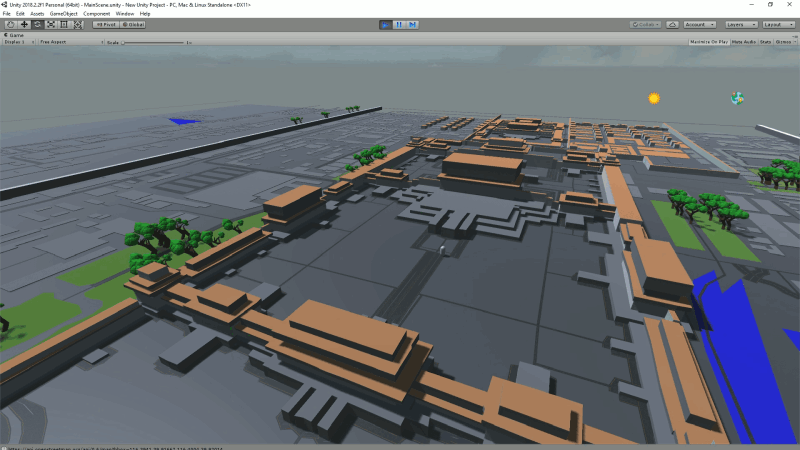 Unity 2018.2.2f1 Personal (64bit) - MainScene.unity - New Unity Project - PC, Mac & Linux Standalone <DX11>
File Edit Assets GameObject Component Window Help
Pivot Global Collab Account Layers Layout
Game
Display 1 Free Aspect Scale 1x Maximize On Play Mute Audio Stats Gizmos